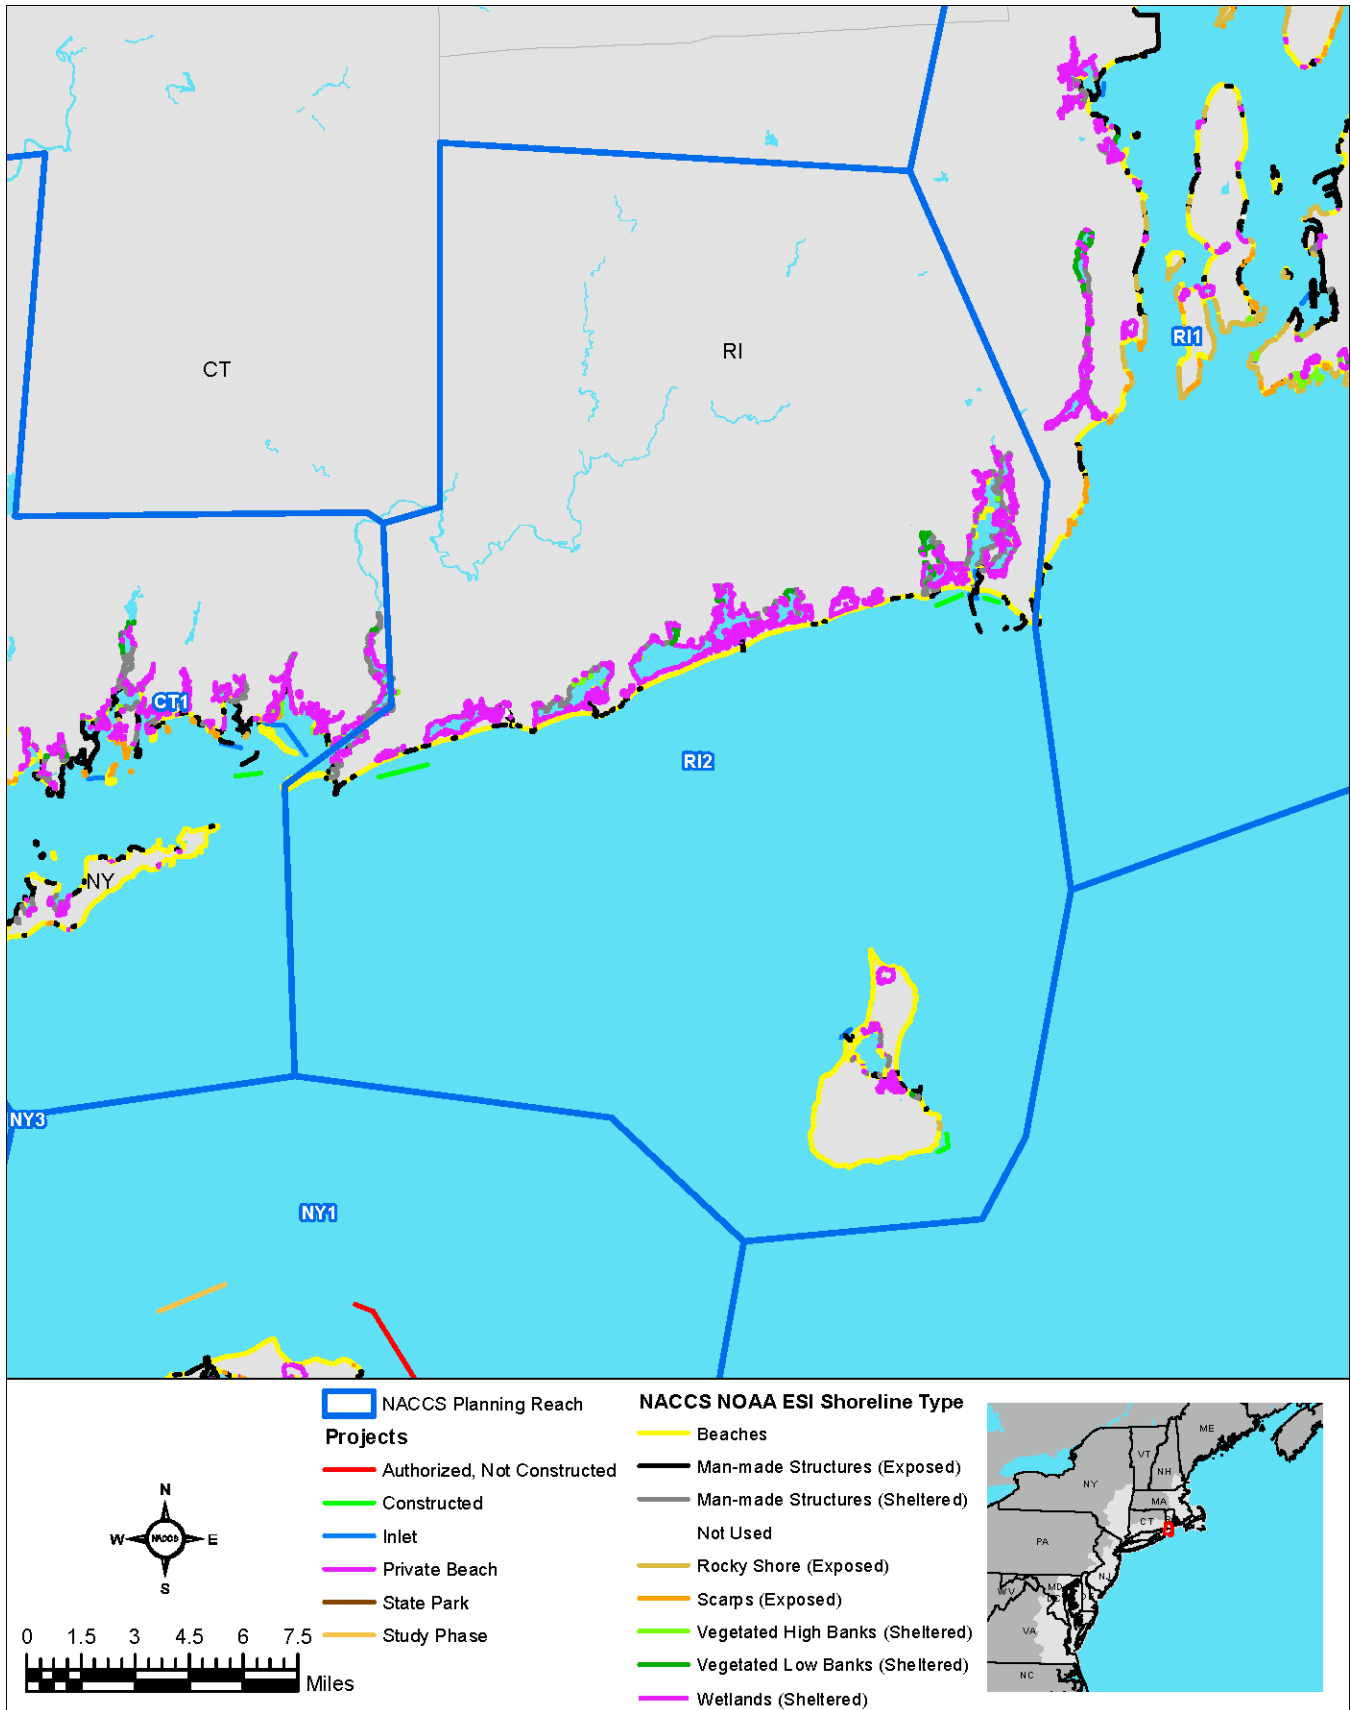 CT
RI
RI1
CT1
RI2
NY
NY3
NY1
NACCS Planning Reach
Projects
Authorized, Not Constructed
Constructed
Inlet
Private Beach
State Park
Study Phase
NACCS NOAA ESI Shoreline Type
Beaches
Man-made Structures (Exposed)
Man-made Structures (Sheltered)
Not Used
Rocky Shore (Exposed)
Scarps (Exposed)
Vegetated High Banks (Sheltered)
Vegetated Low Banks (Sheltered)
Wetlands (Sheltered)
N
W NACCS E
S
0 1.5 3 4.5 6 7.5
Miles
ME
VT
NH
NY
MA
CT
PA
NJ
MD
WV
VA
NC